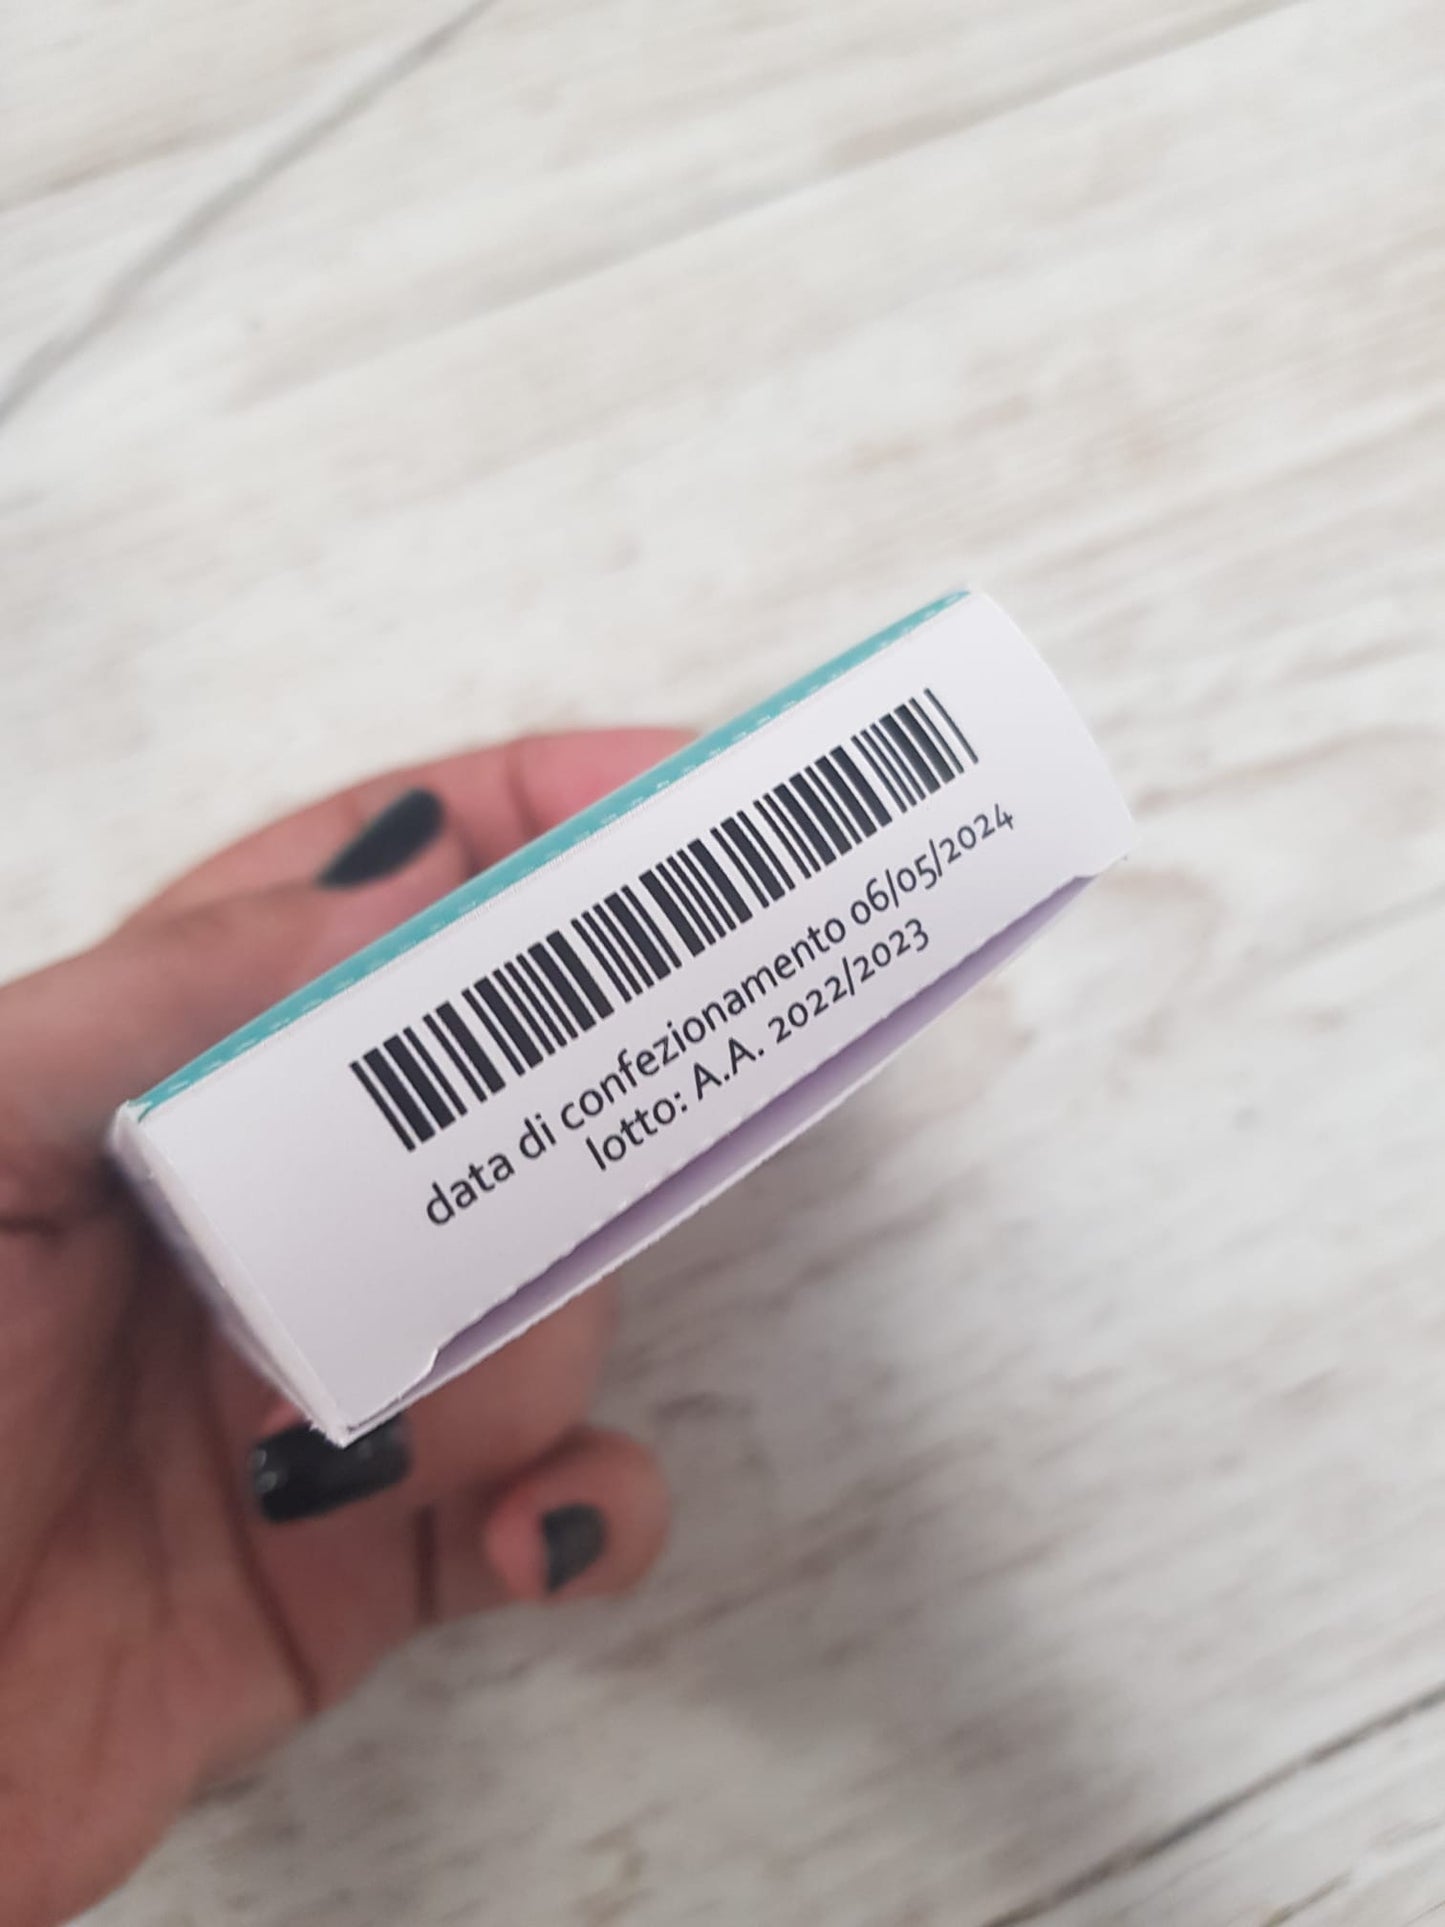 data di confezionamento 06/05/2024
lotto: A.A. 2022/2023